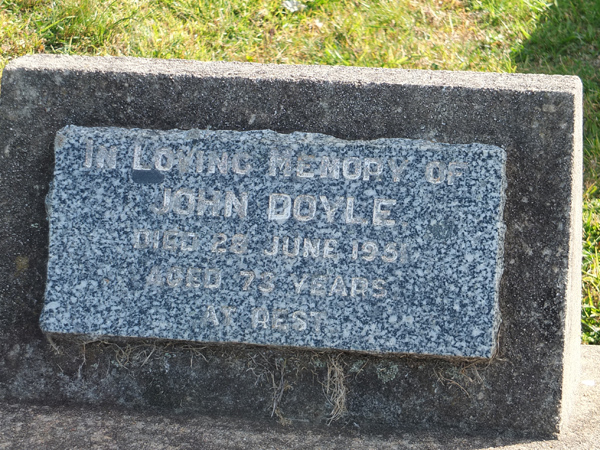 IN LOVING MEMORY OF
JOHN DOYLE
DIED 28 JUNE 1951
AGED 73 YEARS
AT REST